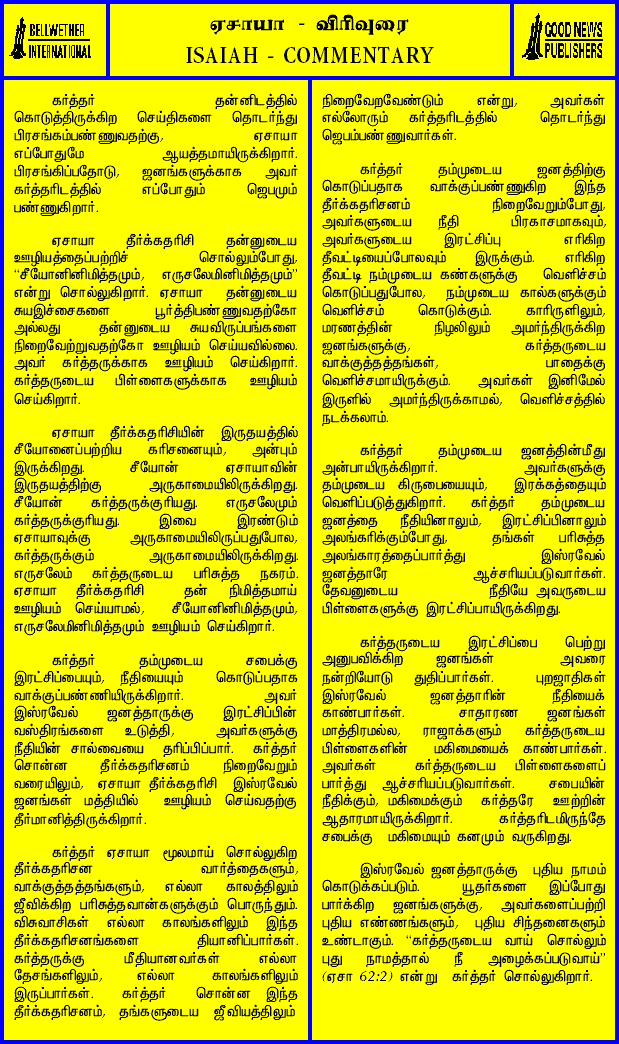 BELLWETHER
INTERNATIONAL
ஏசாயா - விரிவுரை
ISAIAH - COMMENTARY
GOOD NEWS
PUBLISHERS
கர்த்தர் தன்னிடத்தில்
கொடுத்திருக்கிற செய்திகளை தொடர்ந்து
பிரசங்கம்பண்ணுவதற்கு, ஏசாயா
எப்போதுமே ஆயத்தமாயிருக்கிறார்.
பிரசங்கிப்பதோடு, ஜனங்களுக்காக அவர்
கர்த்தரிடத்தில் எப்போதும் ஜெபமும்
பண்ணுகிறார்.
ஏசாயா தீர்க்கதரிசி தன்னுடைய
ஊழியத்தைப்பற்றிச் சொல்லும்போது,
“சீயோனினிமித்தமும், எருசலேமினிமித்தமும்”
என்று சொல்லுகிறார். ஏசாயா தன்னுடைய
சுயஇச்சைகளை பூர்த்திபண்ணுவதற்கோ
அல்லது தன்னுடைய சுயவிருப்பங்களை
நிறைவேற்றுவதற்கோ ஊழியம் செய்யவில்லை.
அவர் கர்த்தருக்காக ஊழியம் செய்கிறார்.
கர்த்தருடைய பிள்ளைகளுக்காக ஊழியம்
செய்கிறார்.
ஏசாயா தீர்க்கதரிசியின் இருதயத்தில்
சீயோனைப்பற்றிய கரிசனையும், அன்பும்
இருக்கிறது. சீயோன் ஏசாயாவின்
இருதயத்திற்கு அருகாமையிலிருக்கிறது.
சீயோன் கர்த்தருக்குரியது. எருசலேமும்
கர்த்தருக்குரியது. இவை இரண்டும்
ஏசாயாவுக்கு அருகாமையிலிருப்பதுபோல,
கர்த்தருக்கும் அருகாமையிலிருக்கிறது.
எருசலேம் கர்த்தருடைய பரிசுத்த நகரம்.
ஏசாயா தீர்க்கதரிசி தன் நிமித்தமாய்
ஊழியம் செய்யாமல், சீயோனிமித்தமும்,
எருசலேமினிமித்தமும் ஊழியம் செய்கிறார்.
கர்த்தர் தம்முடைய சபைக்கு
இரட்சிப்பையும், நீதியையும் கொடுப்பதாக
வாக்குப்பண்ணியிருக்கிறார். அவர்
இஸ்ரவேல் ஜனத்தாருக்கு இரட்சிப்பின்
வஸ்திரங்களை உடுத்தி, அவர்களுக்கு
நீதியின் சால்வையை தரிப்பிப்பார். கர்த்தர்
சொன்ன தீர்க்கதரிசனம் நிறைவேறும்
வரையிலும், ஏசாயா தீர்க்கதரிசி இஸ்ரவேல்
ஜனங்கள் மத்தியில் ஊழியம் செய்வதற்கு
தீர்மானித்திருக்கிறார்.
கர்த்தர் ஏசாயா மூலமாய் சொல்லுகிற
தீர்க்கதரிசன வார்த்தைகளும்,
வாக்குத்தத்தங்களும், எல்லா காலத்திலும்
ஜீவிக்கிற பரிசுத்தவான்களுக்கும் பொருந்தும்.
விசுவாசிகள் எல்லா காலங்களிலும் இந்த
தீர்க்கதரிசனங்களை தியானிப்பார்கள்.
கர்த்தருக்கு மீதியானவர்கள் எல்லா
தேசங்களிலும், எல்லா காலங்களிலும்
இருப்பார்கள். கர்த்தர் சொன்ன இந்த
தீர்க்கதரிசனம், தங்களுடைய ஜீவியத்திலும்
நிறைவேறவேண்டும் என்று, அவர்கள்
எல்லோரும் கர்த்தரிடத்தில் தொடர்ந்து
ஜெபம்பண்ணுவார்கள்.
கர்த்தர் தம்முடைய ஜனத்திற்கு
கொடுப்பதாக வாக்குப்பண்ணுகிற இந்த
தீர்க்கதரிசனம் நிறைவேறும்போது,
அவர்களுடைய நீதி பிரகாசமாகவும்,
அவர்களுடைய இரட்சிப்பு எரிகிற
தீவட்டியைப்போலவும் இருக்கும். எரிகிற
தீவட்டி நம்முடைய கண்களுக்கு வெளிச்சம்
கொடுப்பதுபோல, நம்முடைய கால்களுக்கும்
வெளிச்சம் கொடுக்கும். காரிருளிலும்,
மரணத்தின் நிழலிலும் அமர்ந்திருக்கிற
ஜனங்களுக்கு, கர்த்தருடைய
வாக்குத்தத்தங்கள், பாதைக்கு
வெளிச்சமாயிருக்கும். அவர்கள் இனிமேல்
இருளில் அமர்ந்திருக்காமல், வெளிச்சத்தில்
நடக்கலாம்.
கர்த்தர் தம்முடைய ஜனத்தின்மீது
அன்பாயிருக்கிறார். அவர்களுக்கு
தம்முடைய கிருபையையும், இரக்கத்தையும்
வெளிப்படுத்துகிறார். கர்த்தர் தம்முடைய
ஜனத்தை நீதியினாலும், இரட்சிப்பினாலும்
அலங்கரிக்கும்போது, தங்கள் பரிசுத்த
அலங்காரத்தைப்பார்த்து இஸ்ரவேல்
ஜனத்தாரே ஆச்சரியப்படுவார்கள்.
தேவனுடைய நீதியே அவருடைய
பிள்ளைகளுக்கு இரட்சிப்பாயிருக்கிறது.
கர்த்தருடைய இரட்சிப்பை பெற்று
அனுபவிக்கிற ஜனங்கள் அவரை
நன்றியோடு துதிப்பார்கள். புறஜாதிகள்
இஸ்ரவேல் ஜனத்தாரின் நீதியைக்
காண்பார்கள். சாதாரண ஜனங்கள்
மாத்திரமல்ல, ராஜாக்களும் கர்த்தருடைய
பிள்ளைகளின் மகிமையைக் காண்பார்கள்.
அவர்கள் கர்த்தருடைய பிள்ளைகளைப்
பார்த்து ஆச்சரியப்படுவார்கள். சபையின்
நீதிக்கும், மகிமைக்கும் கர்த்தரே ஊற்றின்
ஆதாரமாயிருக்கிறார். கர்த்தரிடமிருந்தே
சபைக்கு மகிமையும் கனமும் வருகிறது.
இஸ்ரவேல் ஜனத்தாருக்கு புதிய நாமம்
கொடுக்கப்படும். யூதர்களை இப்போது
பார்க்கிற ஜனங்களுக்கு, அவர்களைப்பற்றி
புதிய எண்ணங்களும், புதிய சிந்தனைகளும்
உண்டாகும். “கர்த்தருடைய வாய் சொல்லும்
புது நாமத்தால் நீ அழைக்கப்படுவாய்”
(ஏசா 62:2) என்று கர்த்தர் சொல்லுகிறார்.